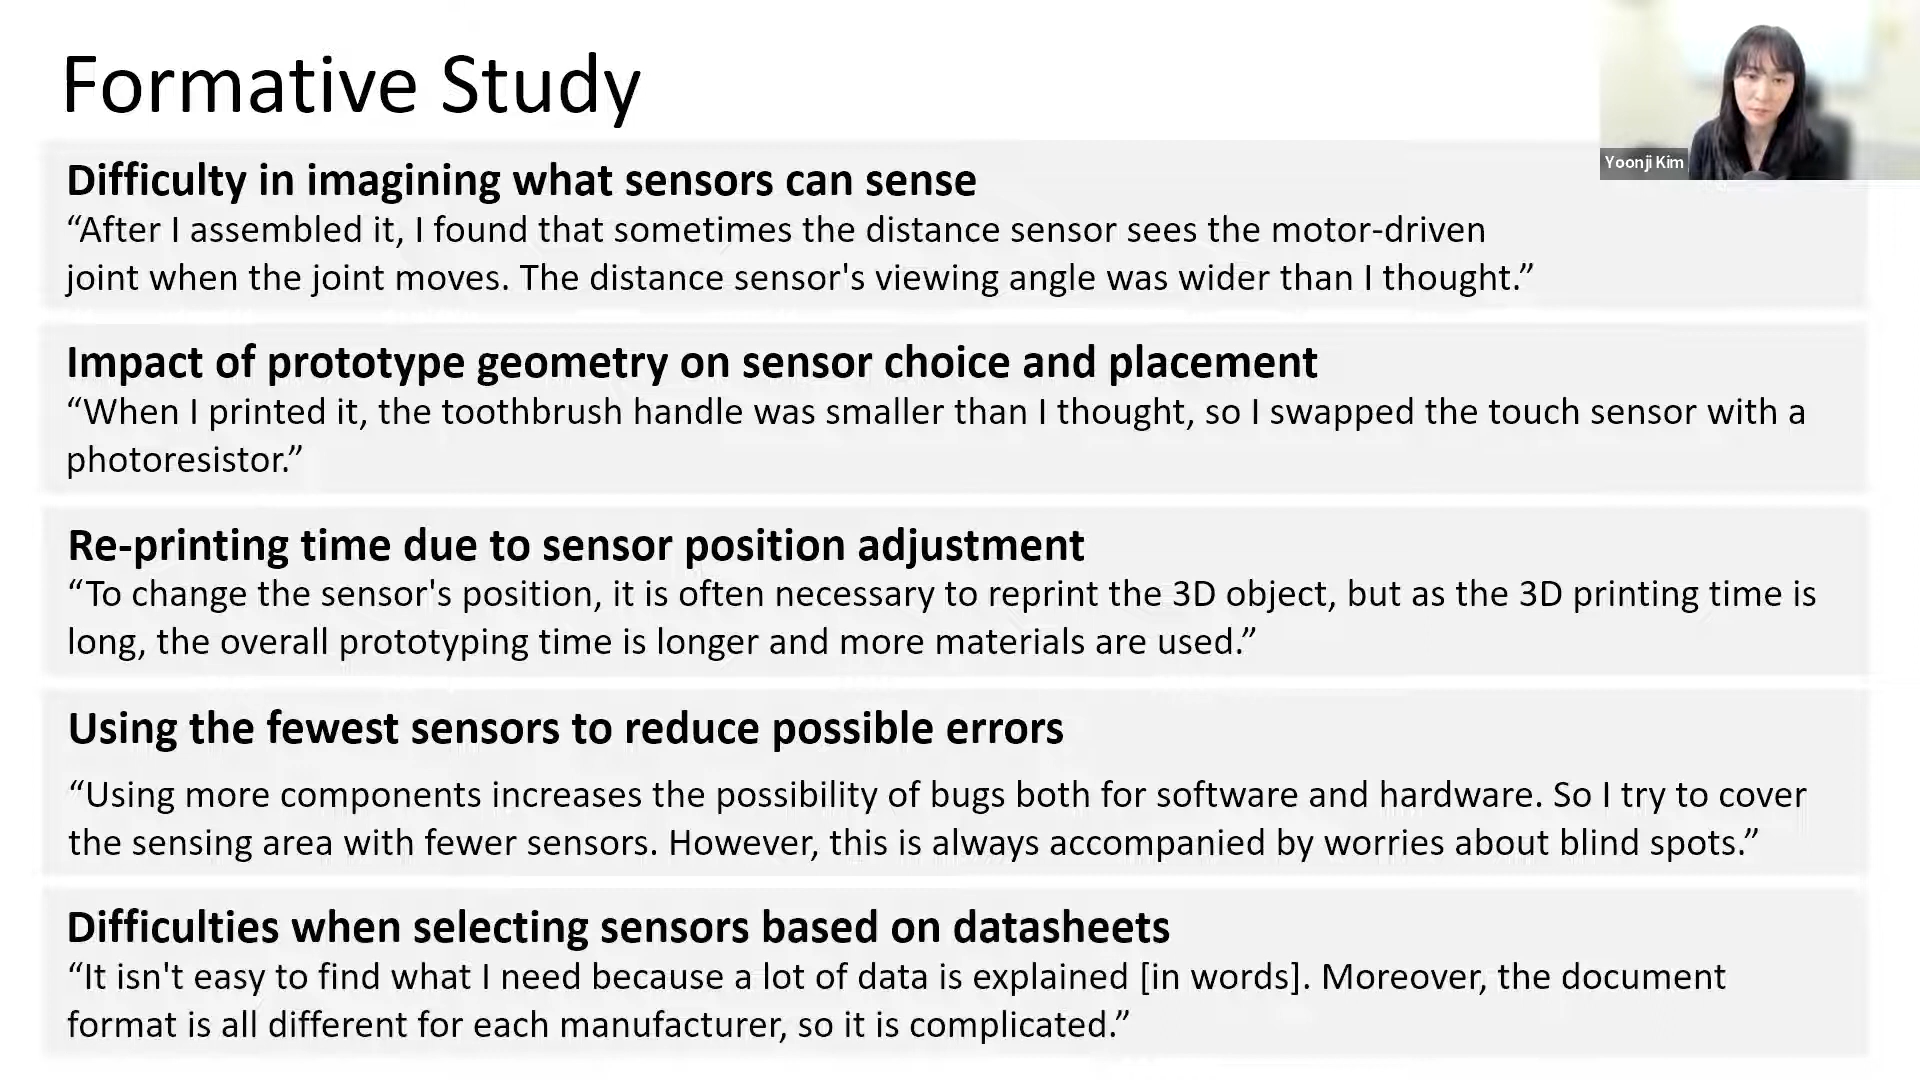 Formative Study
Yoonji Kim
Difficulty in imagining what sensors can sense
“After I assembled it, I found that sometimes the distance sensor sees the motor-driven
joint when the joint moves. The distance sensor's viewing angle was wider than I thought.”
Impact of prototype geometry on sensor choice and placement
“When I printed it, the toothbrush handle was smaller than I thought, so I swapped the touch sensor with a
photoresistor.”
Re-printing time due to sensor position adjustment
“To change the sensor's position, it is often necessary to reprint the 3D object, but as the 3D printing time is
long, the overall prototyping time is longer and more materials are used.”
Using the fewest sensors to reduce possible errors
“Using more components increases the possibility of bugs both for software and hardware. So I try to cover
the sensing area with fewer sensors. However, this is always accompanied by worries about blind spots.”
Difficulties when selecting sensors based on datasheets
“It isn't easy to find what I need because a lot of data is explained [in words]. Moreover, the document
format is all different for each manufacturer, so it is complicated.”